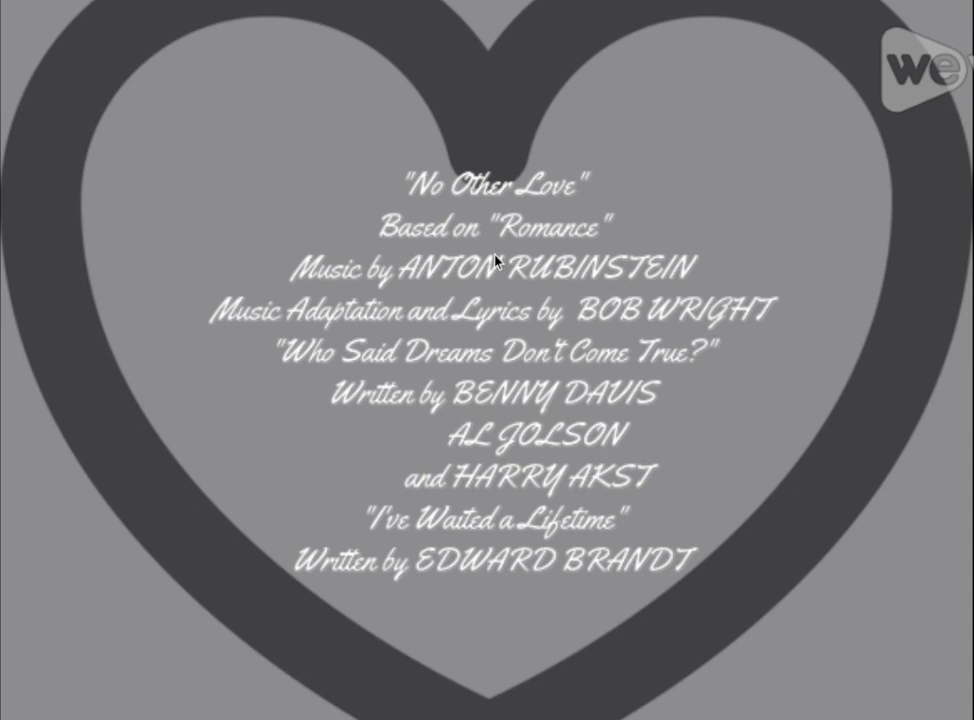 "No Other Love"
Based on "Romance"
Music by ANTON RUBINSTEIN
Music Adaptation and Lyrics by BOB WRIGHT
"Who Said Dreams Don't Come True?"
Written by BENNY DAVIS
AL JOLSON
and HARRY AKST
"I've Waited a Lifetime"
Written by EDWARD BRANDT
we